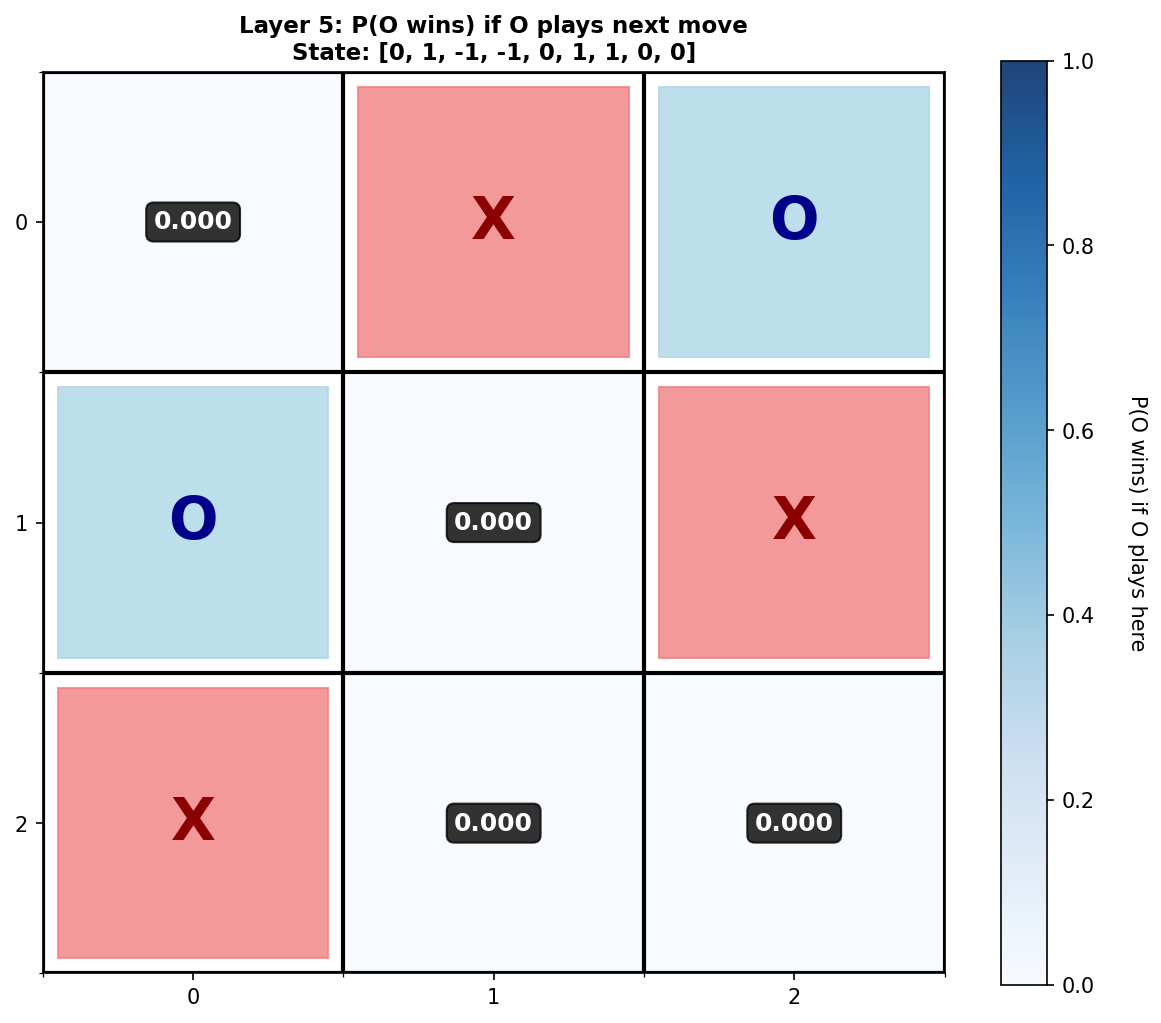 Layer 5: P(O wins) if O plays next move
State: [0, 1, -1, -1, 0, 1, 1, 0, 0]
0
0.000
X
O
1
O
0.000
X
2
X
0.000
0.000
0
1
2
1.0
0.8
0.6
0.4
0.2
0.0
P(O wins) if O plays here